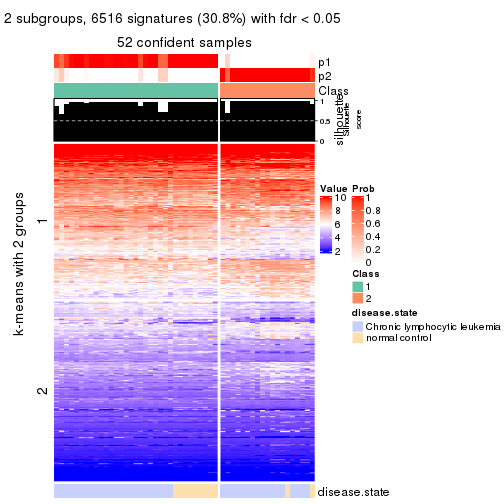 2 subgroups, 6516 signatures (30.8%) with fdr < 0.05
52 confident samples
p1
p2
Class
1
0.5
0
silhouette
Silhouette
score
k-means with 2 groups
1
2
Value
10
8
6
4
2
Prob
1
0.8
0.6
0.4
0.2
0
Class
1
2
disease.state
Chronic lymphocytic leukemia
normal control
disease.state